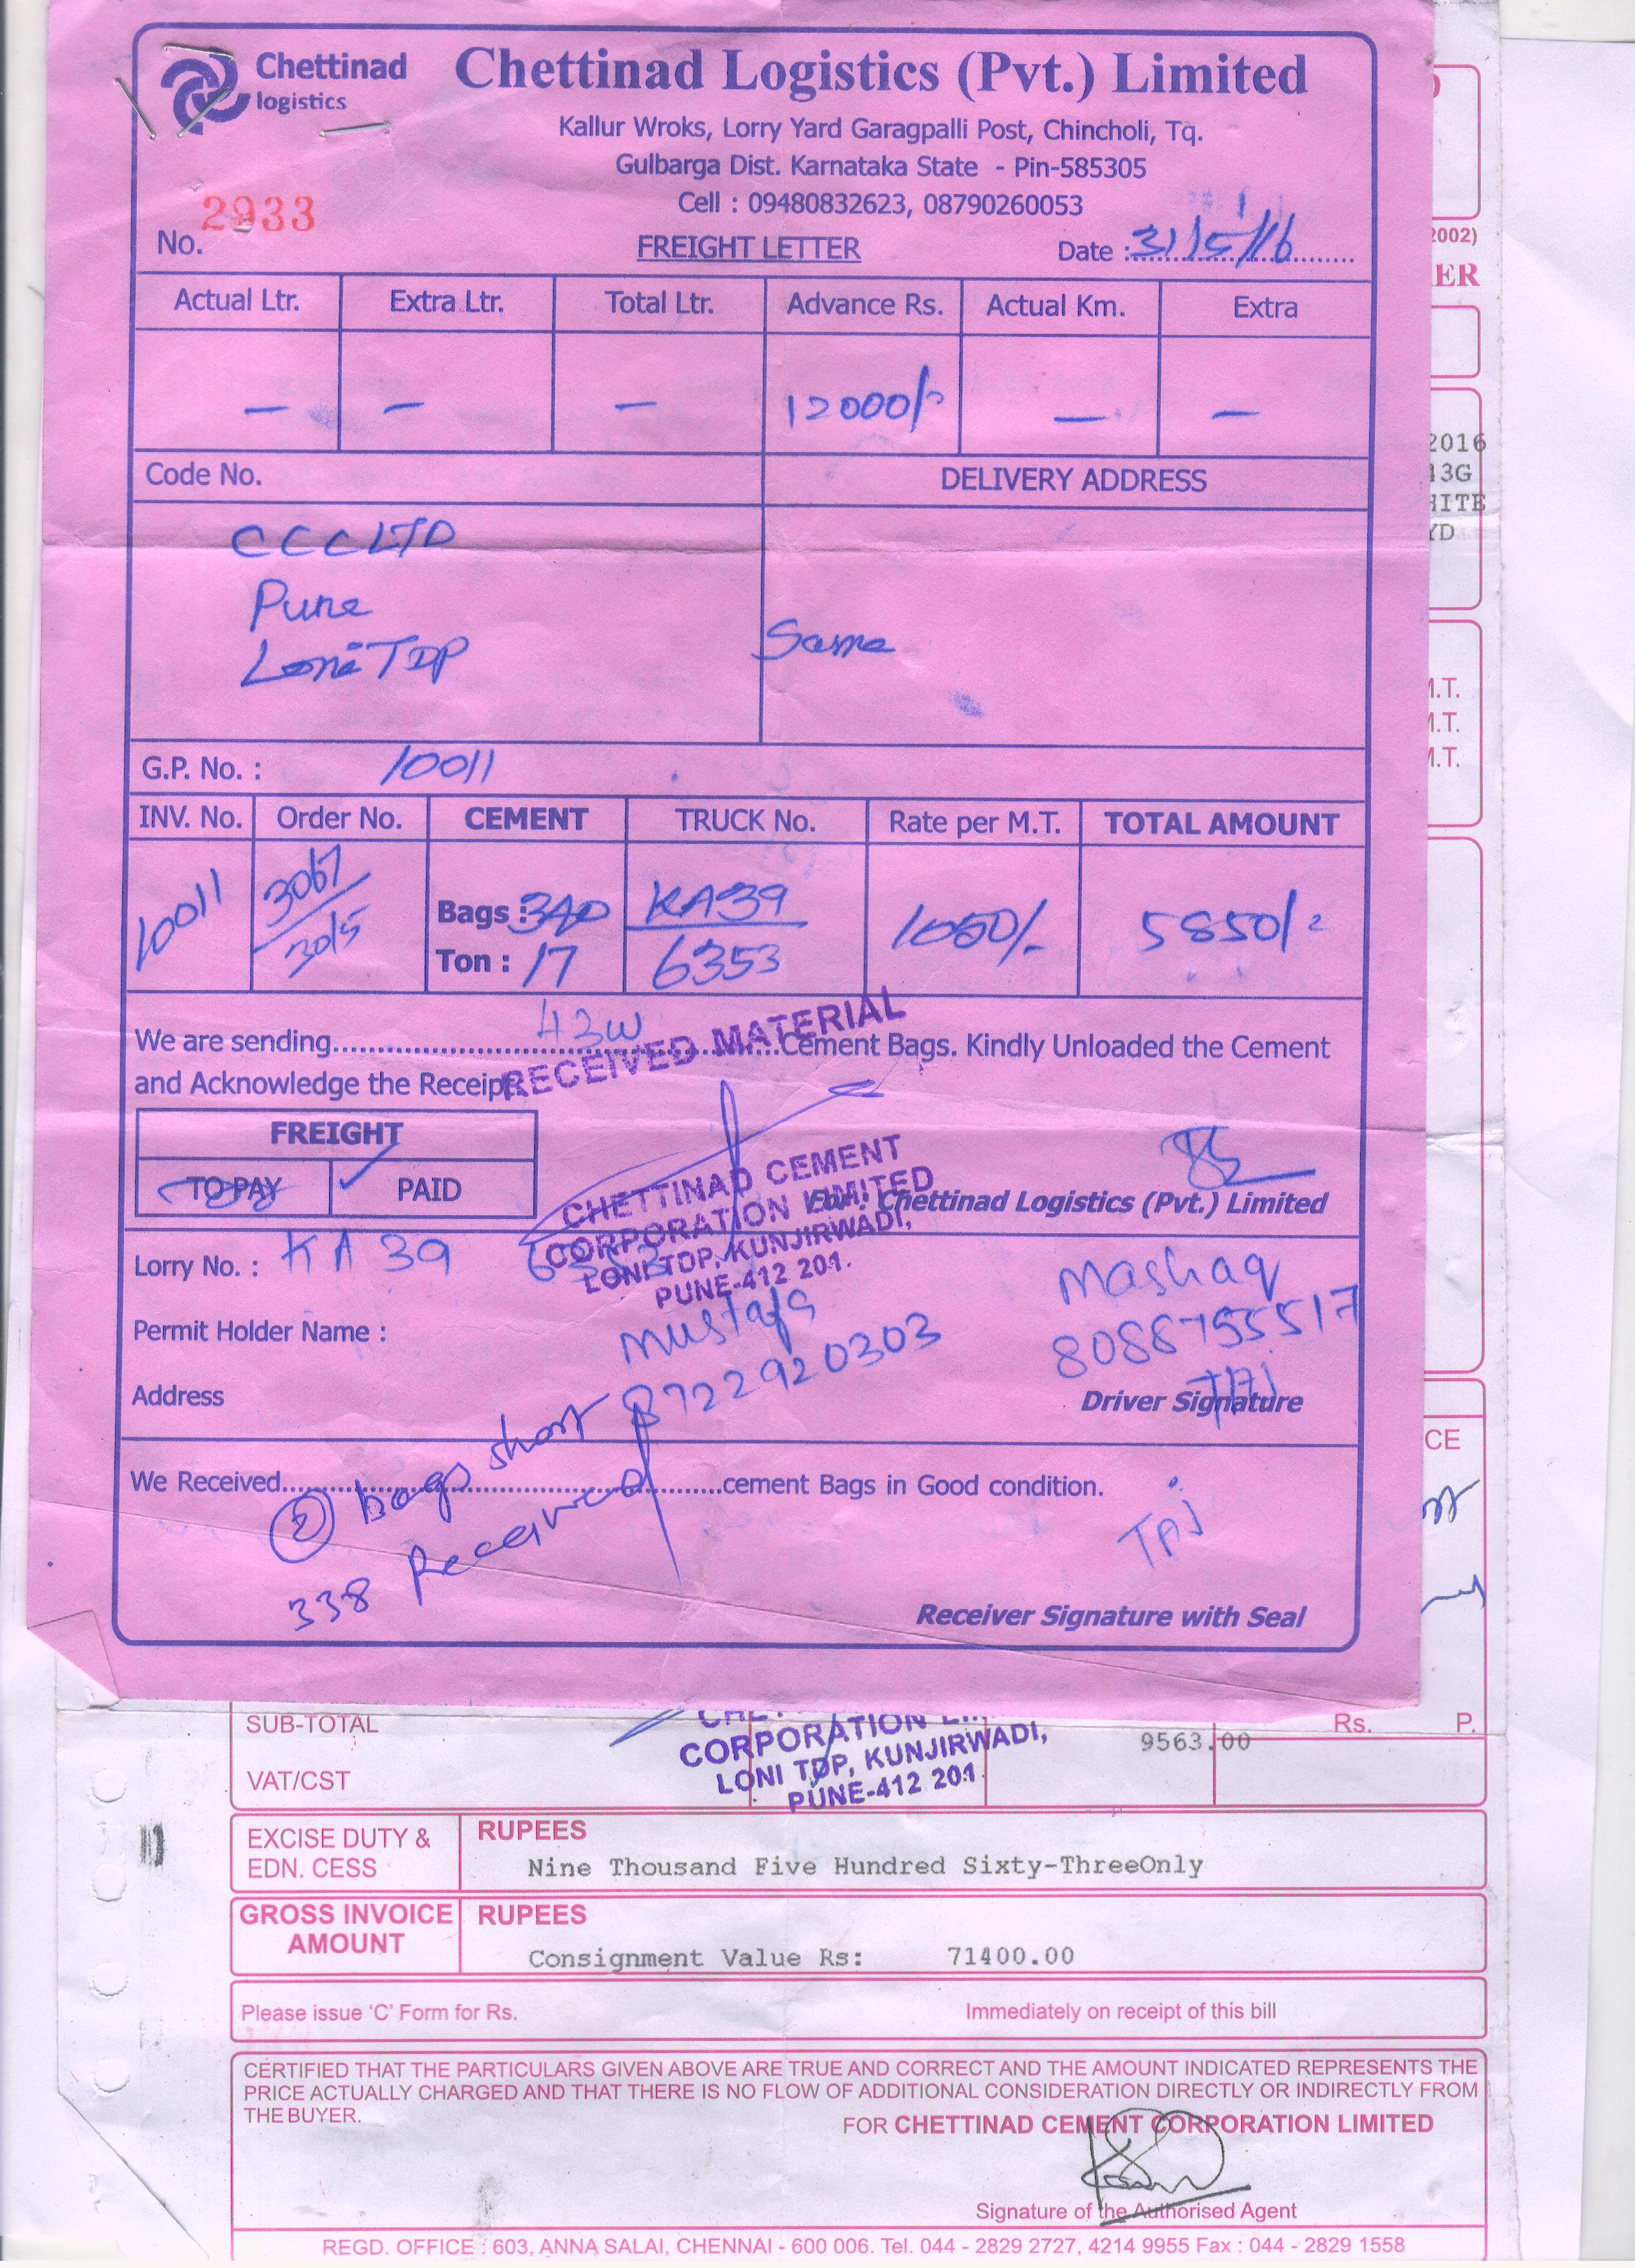 Chettinad
logistics
Chettinad Logistics (Pvt.) Limited
Kallur Wroks, Lorry Yard Garagpalli Post, Chincholi, Tq.
Gulbarga Dist. Karnataka State - Pin-585305
Cell : 09480832623, 08790260053
No. 2933
FREIGHT LETTER
Date : 31/5/16
Actual Ltr. Extra Ltr. Total Ltr. Advance Rs. Actual Km. Extra
— — — 12000/- — —
Code No. DELIVERY ADDRESS
CCCLTD
Pune
Loni TDP
Same
G.P. No. : 10011
INV. No. Order No. CEMENT TRUCK No. Rate per M.T. TOTAL AMOUNT
10011 3067 Bags : 340 KA39 1050/- 5850/-
30/5 Ton : 17 6353
We are sending 43W Cement Bags. Kindly Unloaded the Cement
and Acknowledge the Receipt.
RECEIVED MATERIAL
FREIGHT
TO PAY PAID
CHETTINAD CEMENT
CORPORATION LIMITED
LONI TDP, KUNJIRWADI,
PUNE-412 201.
For : Chettinad Logistics (Pvt.) Limited
Lorry No. : KA 39 6353
Permit Holder Name : mustafa
8722920303
Address
Mashaq
8088755517
TAJ
Driver Signature
We Received cement Bags in Good condition.
2 bags short
338 Received
TAJ
Receiver Signature with Seal
2002)
ER
2016
13G
HITE
YD
M.T.
M.T.
M.T.
CE
Rs. P.
SUB-TOTAL 9563.00
VAT/CST
CORPORATION
LONI TDP, KUNJIRWADI,
PUNE-412 201.
EXCISE DUTY &
EDN. CESS
RUPEES
Nine Thousand Five Hundred Sixty-ThreeOnly
GROSS INVOICE
AMOUNT
RUPEES
Consignment Value Rs: 71400.00
Please issue 'C' Form for Rs. Immediately on receipt of this bill
CERTIFIED THAT THE PARTICULARS GIVEN ABOVE ARE TRUE AND CORRECT AND THE AMOUNT INDICATED REPRESENTS THE
PRICE ACTUALLY CHARGED AND THAT THERE IS NO FLOW OF ADDITIONAL CONSIDERATION DIRECTLY OR INDIRECTLY FROM
THE BUYER.
FOR CHETTINAD CEMENT CORPORATION LIMITED
Signature of the Authorised Agent
REGD. OFFICE : 603, ANNA SALAI, CHENNAI - 600 006. Tel. 044 - 2829 2727, 4214 9955 Fax : 044 - 2829 1558